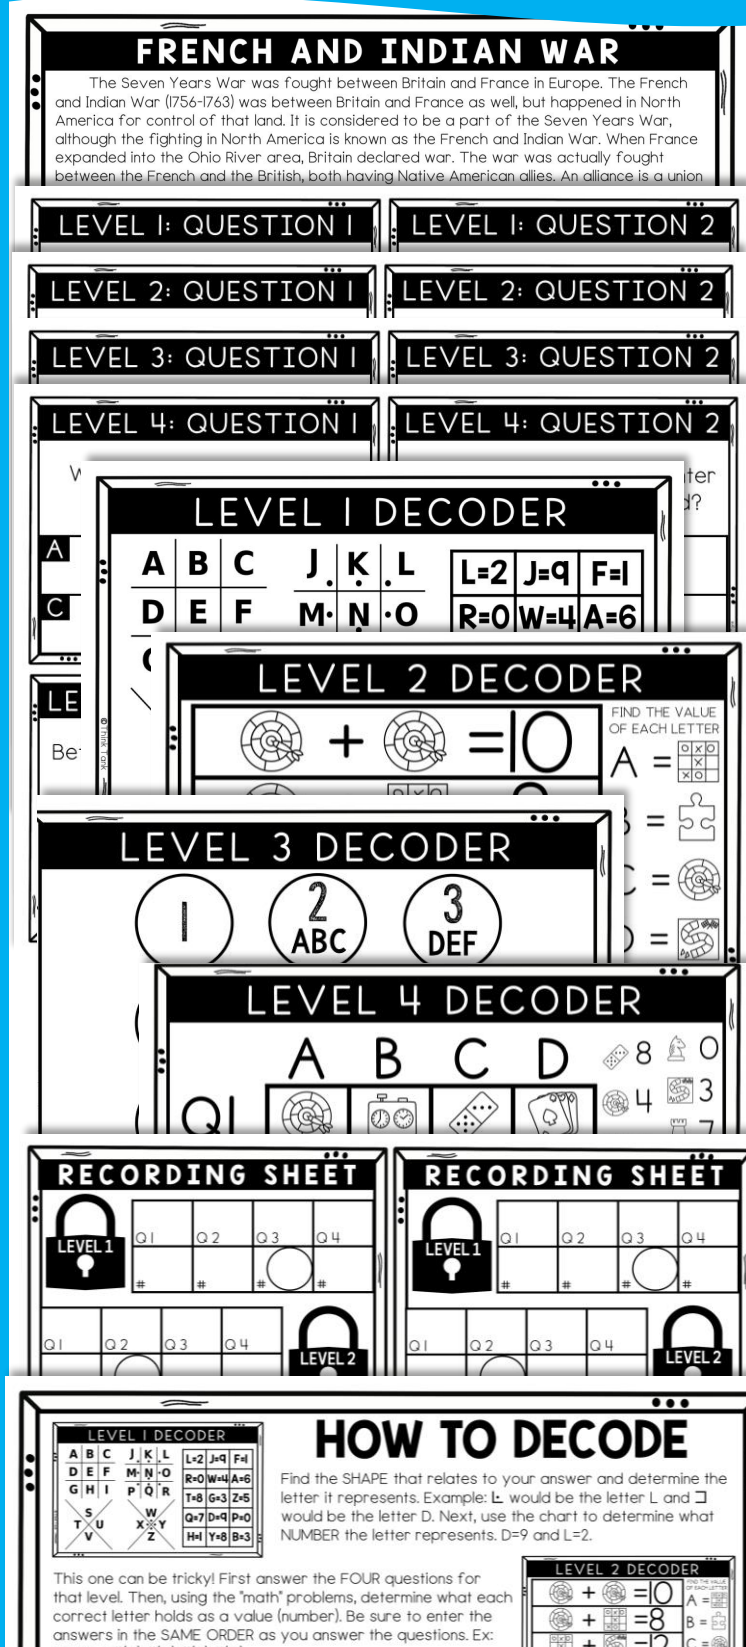 FRENCH AND INDIAN WAR
The Seven Years War was fought between Britain and France in Europe. The French
and Indian War (1756-1763) was between Britain and France as well, but happened in North
America for control of that land. It is considered to be a part of the Seven Years War,
although the fighting in North America is known as the French and Indian War. When France
expanded into the Ohio River area, Britain declared war. The war was actually fought
between the French and the British, both having Native American allies. An alliance is a union
LEVEL 1: QUESTION 1
LEVEL 1: QUESTION 2
LEVEL 2: QUESTION 1
LEVEL 2: QUESTION 2
LEVEL 3: QUESTION 1
LEVEL 3: QUESTION 2
LEVEL 4: QUESTION 1
LEVEL 4: QUESTION 2
A
C
LEVEL 1 DECODER
A B C
D E F
J K L
M N O
L=2 J=9 F=1
R=0 W=4 A=6
© Think Tank
LEVEL 2 DECODER
+ =10
FIND THE VALUE
OF EACH LETTER
A =
B =
C =
D =
LEVEL 3 DECODER
1
2
ABC
3
DEF
LEVEL 4 DECODER
A B C D
8 0
4 3
7
Q1
RECORDING SHEET
LEVEL 1
Q1 Q2 Q3 Q4
# # # #
Q1 Q2 Q3 Q4
LEVEL 2
RECORDING SHEET
LEVEL 1
Q1 Q2 Q3 Q4
# # # #
Q1 Q2 Q3 Q4
LEVEL 2
LEVEL 1 DECODER
A B C
D E F
G H I
J K L
M N O
P Q R
S
T U
V
W
X Y
Z
L=2 J=9 F=1
R=0 W=4 A=6
T=8 G=3 Z=5
Q=7 D=9 P=0
H=1 Y=8 B=3
HOW TO DECODE
Find the SHAPE that relates to your answer and determine the
letter it represents. Example: would be the letter L and
would be the letter D. Next, use the chart to determine what
NUMBER the letter represents. D=9 and L=2.
This one can be tricky! First answer the FOUR questions for
that level. Then, using the "math" problems, determine what each
correct letter holds as a value (number). Be sure to enter the
answers in the SAME ORDER as you answer the questions. Ex:
LEVEL 2 DECODER
+ =10
+ =8
FIND THE VALUE
OF EACH LETTER
A =
B =
C =